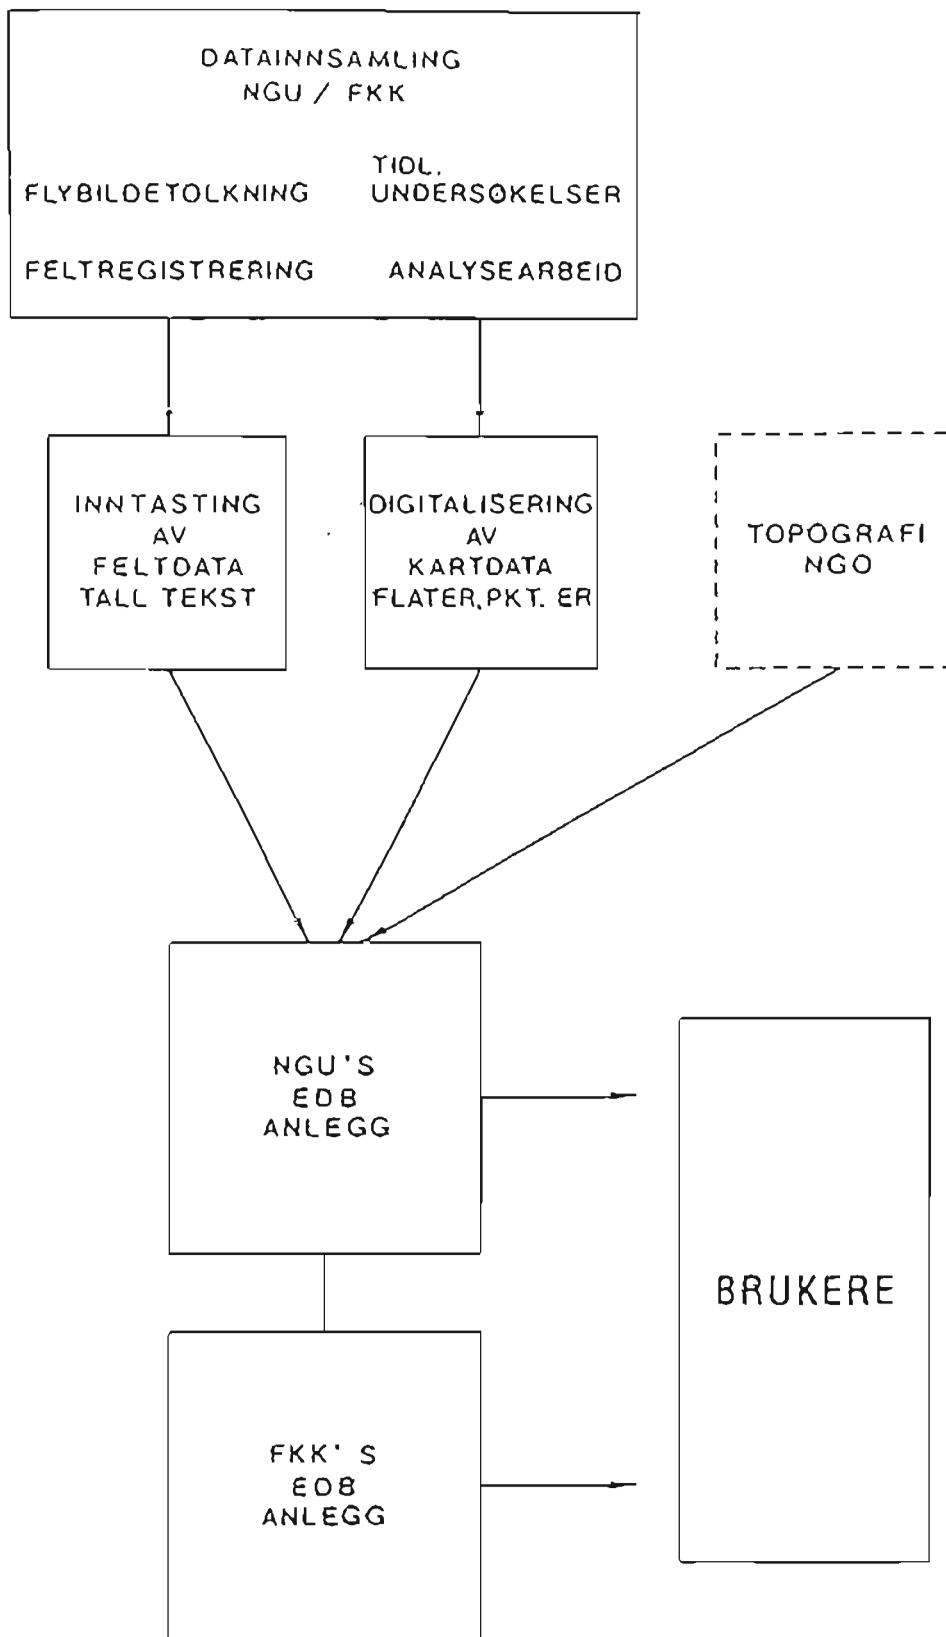 DATAINNSAMLING
NGU / FKK
FLYBILDETOLKNING
TIDL.
UNDERSØKELSER
FELTREGISTRERING
ANALYSEARBEID
INNTASTING
AV
FELTDATA
TALL TEKST
DIGITALISERING
AV
KARTDATA
FLATER, PKT. ER
TOPOGRAFI
NGO
NGU'S
EDB
ANLEGG
BRUKERE
FKK'S
EDB
ANLEGG